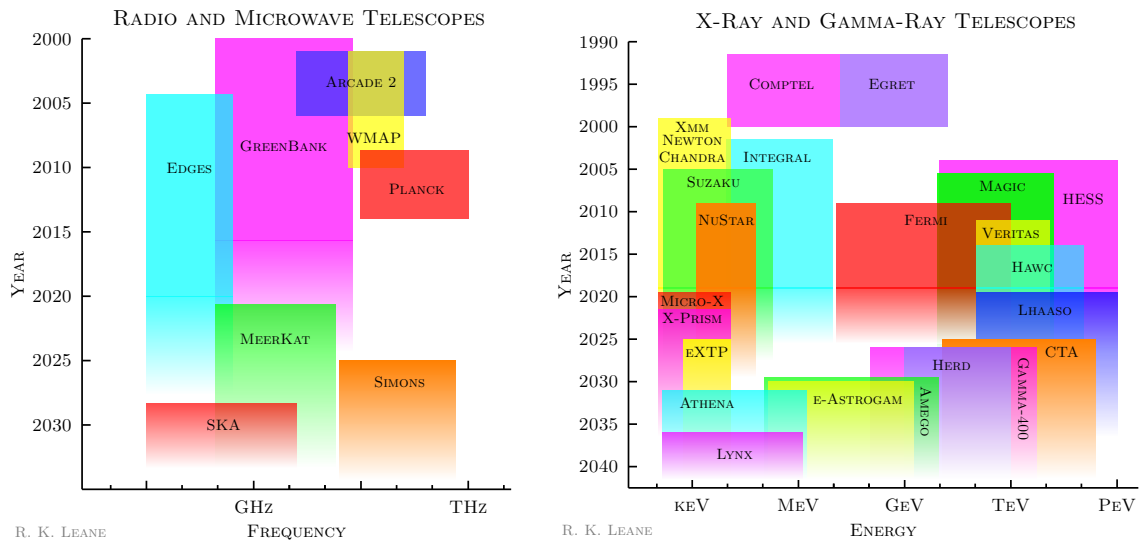 Radio and Microwave Telescopes
2000
2005
2010
2015
2020
2025
2030
Year
Arcade 2
WMAP
GreenBank
Edges
Planck
MeerKat
Simons
SKA
GHz
THz
Frequency
R. K. Leane
X-Ray and Gamma-Ray Telescopes
1990
1995
2000
2005
2010
2015
2020
2025
2030
2035
2040
Year
Comptel
Egret
Xmm
Newton
Chandra
Integral
Suzaku
Magic
HESS
NuStar
Fermi
Veritas
Hawc
Micro-X
X-Prism
Lhaaso
eXTP
CTA
Herd
Gamma-400
Athena
e-Astrogam
Amego
Lynx
keV
MeV
GeV
TeV
PeV
Energy
R. K. Leane